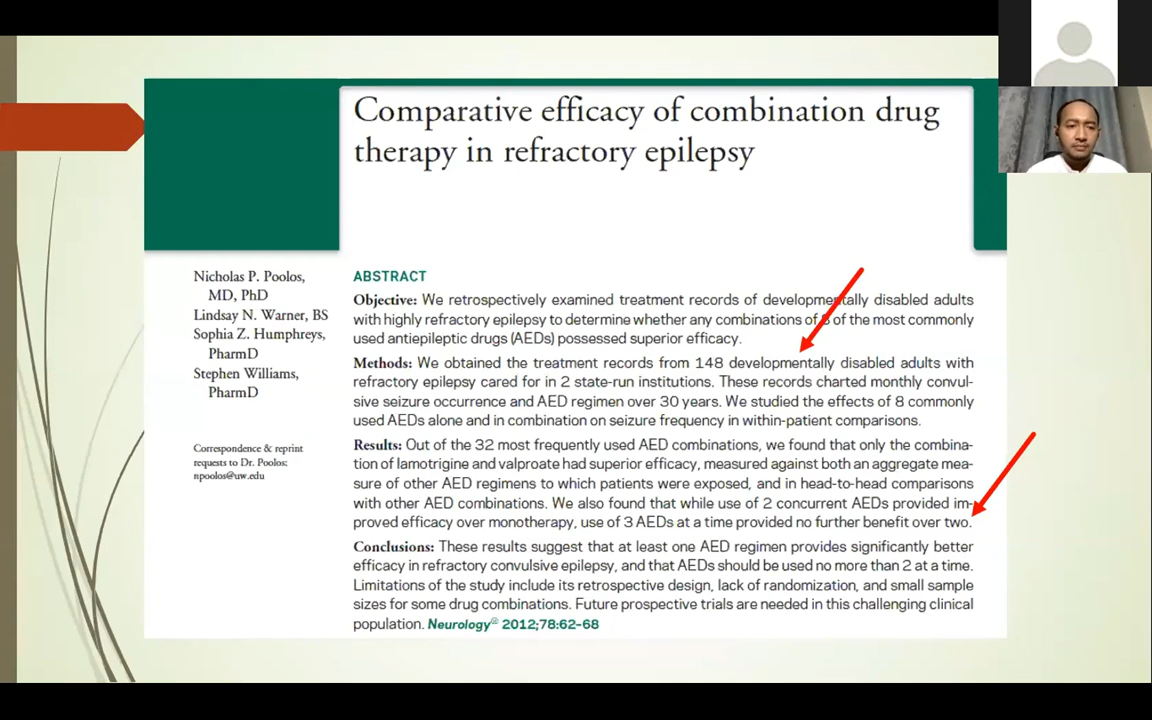 Comparative efficacy of combination drug
therapy in refractory epilepsy
Nicholas P. Poolos,
MD, PhD
Lindsay N. Warner, BS
Sophia Z. Humphreys,
PharmD
Stephen Williams,
PharmD
Correspondence & reprint
requests to Dr. Poolos:
npoolos@uw.edu
ABSTRACT
Objective: We retrospectively examined treatment records of developmentally disabled adults
with highly refractory epilepsy to determine whether any combinations of 8 of the most commonly
used antiepileptic drugs (AEDs) possessed superior efficacy.
Methods: We obtained the treatment records from 148 developmentally disabled adults with
refractory epilepsy cared for in 2 state-run institutions. These records charted monthly convul-
sive seizure occurrence and AED regimen over 30 years. We studied the effects of 8 commonly
used AEDs alone and in combination on seizure frequency in within-patient comparisons.
Results: Out of the 32 most frequently used AED combinations, we found that only the combina-
tion of lamotrigine and valproate had superior efficacy, measured against both an aggregate mea-
sure of other AED regimens to which patients were exposed, and in head-to-head comparisons
with other AED combinations. We also found that while use of 2 concurrent AEDs provided im-
proved efficacy over monotherapy, use of 3 AEDs at a time provided no further benefit over two.
Conclusions: These results suggest that at least one AED regimen provides significantly better
efficacy in refractory convulsive epilepsy, and that AEDs should be used no more than 2 at a time.
Limitations of the study include its retrospective design, lack of randomization, and small sample
sizes for some drug combinations. Future prospective trials are needed in this challenging clinical
population. Neurology® 2012;78:62–68